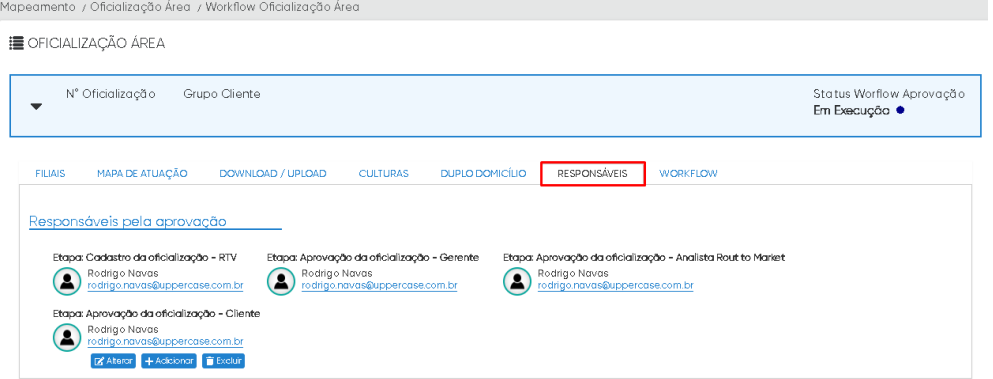 Mapeamento / Oficialização Área / Workflow Oficialização Área
OFICIALIZAÇÃO ÁREA
N° Oficialização Grupo Cliente Status Worflow Aprovação
Em Execução
FILIAIS MAPA DE ATUAÇÃO DOWNLOAD / UPLOAD CULTURAS DUPLO DOMICÍLIO RESPONSÁVEIS WORKFLOW
Responsáveis pela aprovação
Etapa: Cadastro da oficialização - RTV Etapa: Aprovação da oficialização - Gerente Etapa: Aprovação da oficialização - Analista Rout to Market
Rodrigo Navas Rodrigo Navas Rodrigo Navas
rodrigo.navas@uppercase.com.br rodrigo.navas@uppercase.com.br rodrigo.navas@uppercase.com.br
Etapa: Aprovação da oficialização - Cliente
Rodrigo Navas
rodrigo.navas@uppercase.com.br
Alterar Adicionar Excluir